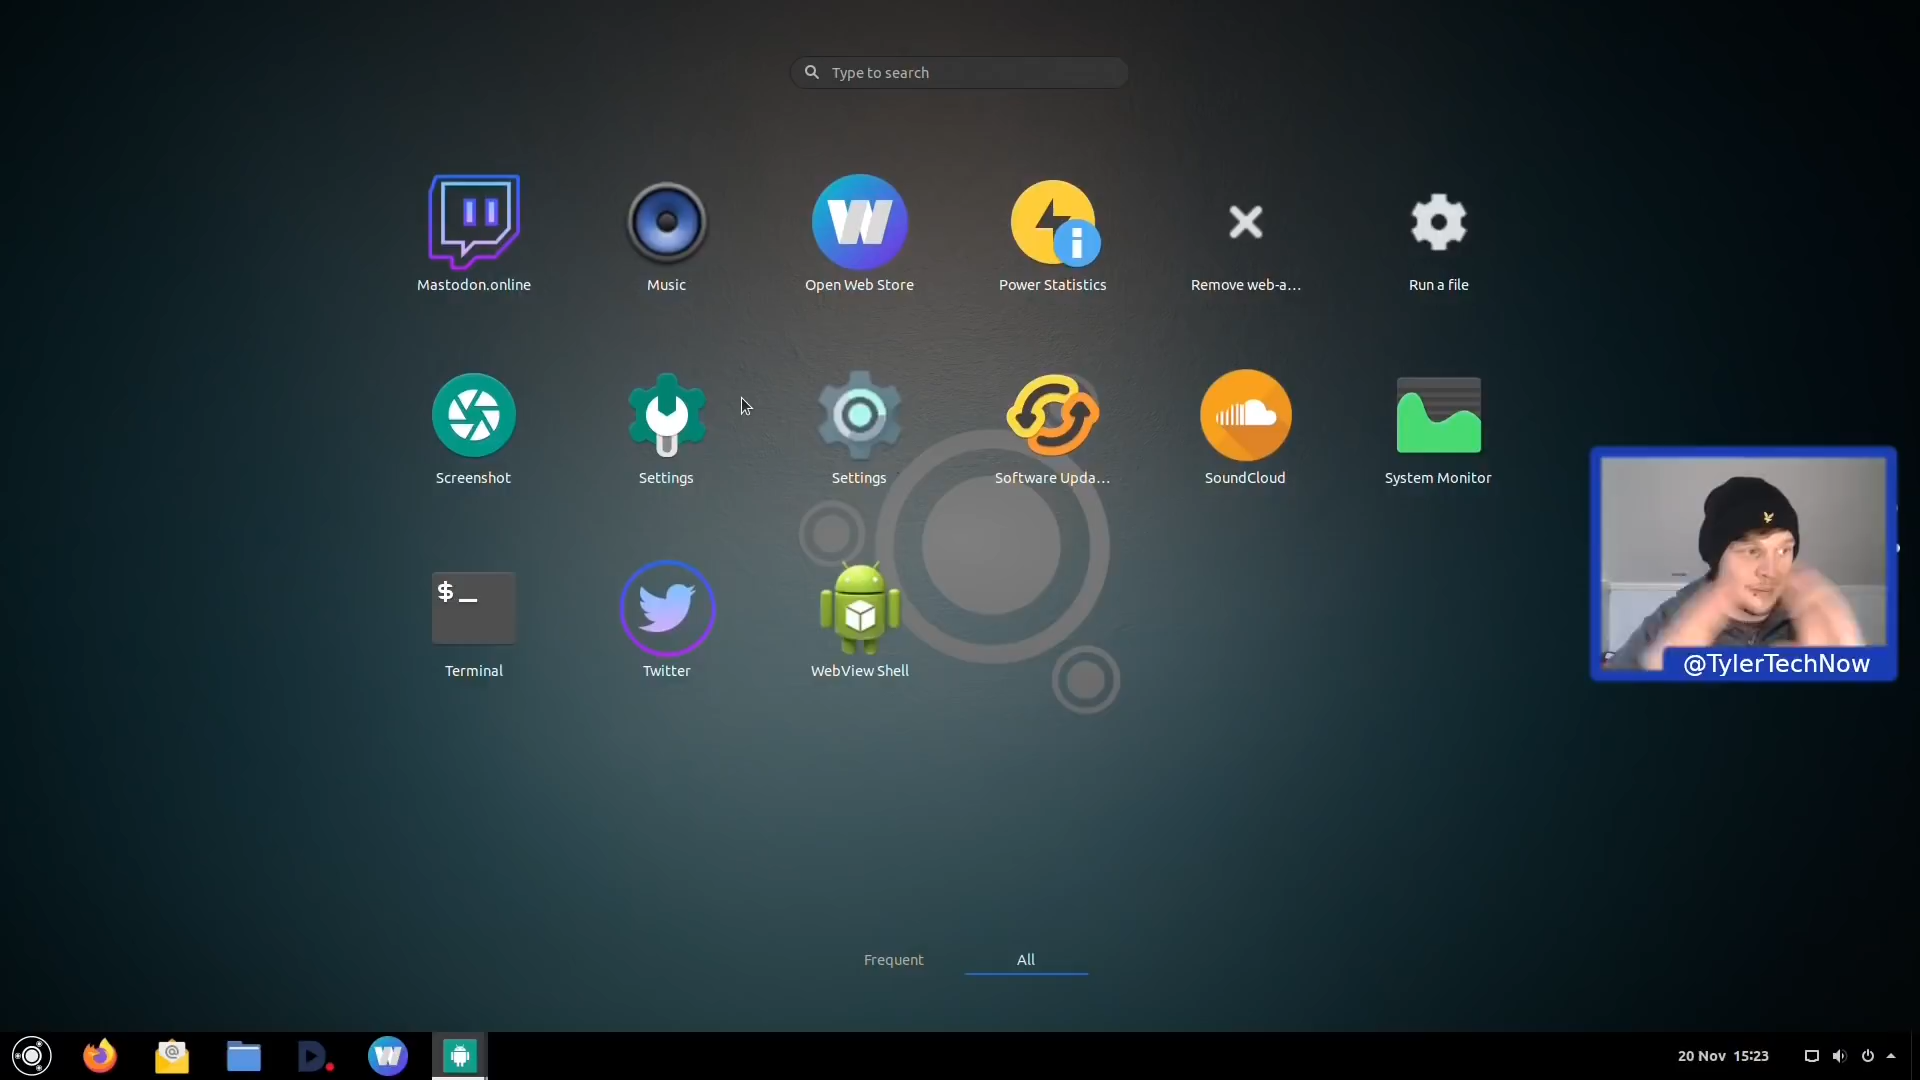 Type to search
Mastodon.online
Music
Open Web Store
Power Statistics
Remove web-a...
Run a file
Screenshot
Settings
Settings
Software Upda...
SoundCloud
System Monitor
$_
Terminal
Twitter
WebView Shell
@TylerTechNow
Frequent
All
20 Nov 15:23